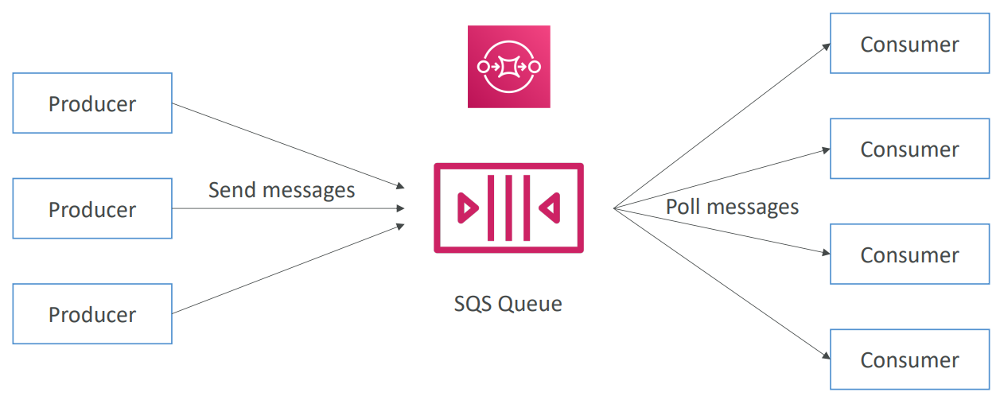 Producer
Producer
Producer
Send messages
SQS Queue
Poll messages
Consumer
Consumer
Consumer
Consumer